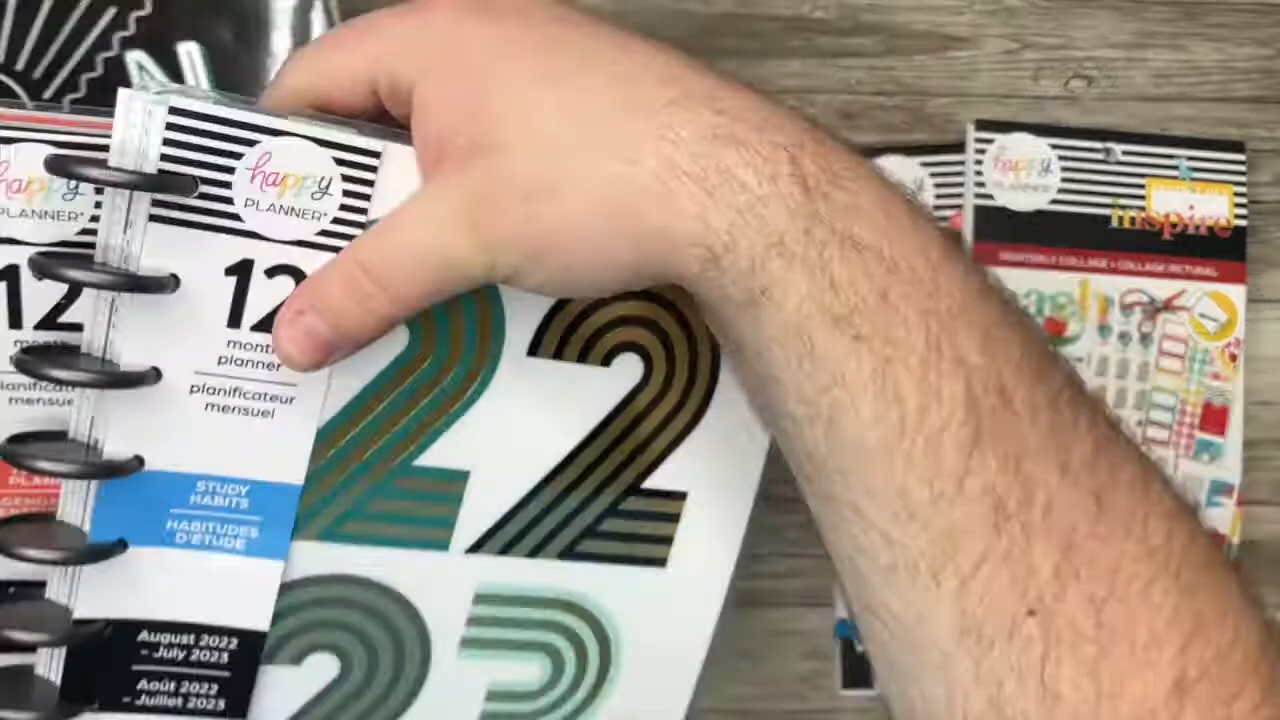 happy
PLANNER®
12
month
planner
planificateur
mensuel
STUDY
HABITS
HABITUDES
D'ÉTUDE
August 2022
– July 2023
Août 2022
– Juillet 2023
happy
PLANNER®
12
2 2
2 2
happy
PLANNER
inspire